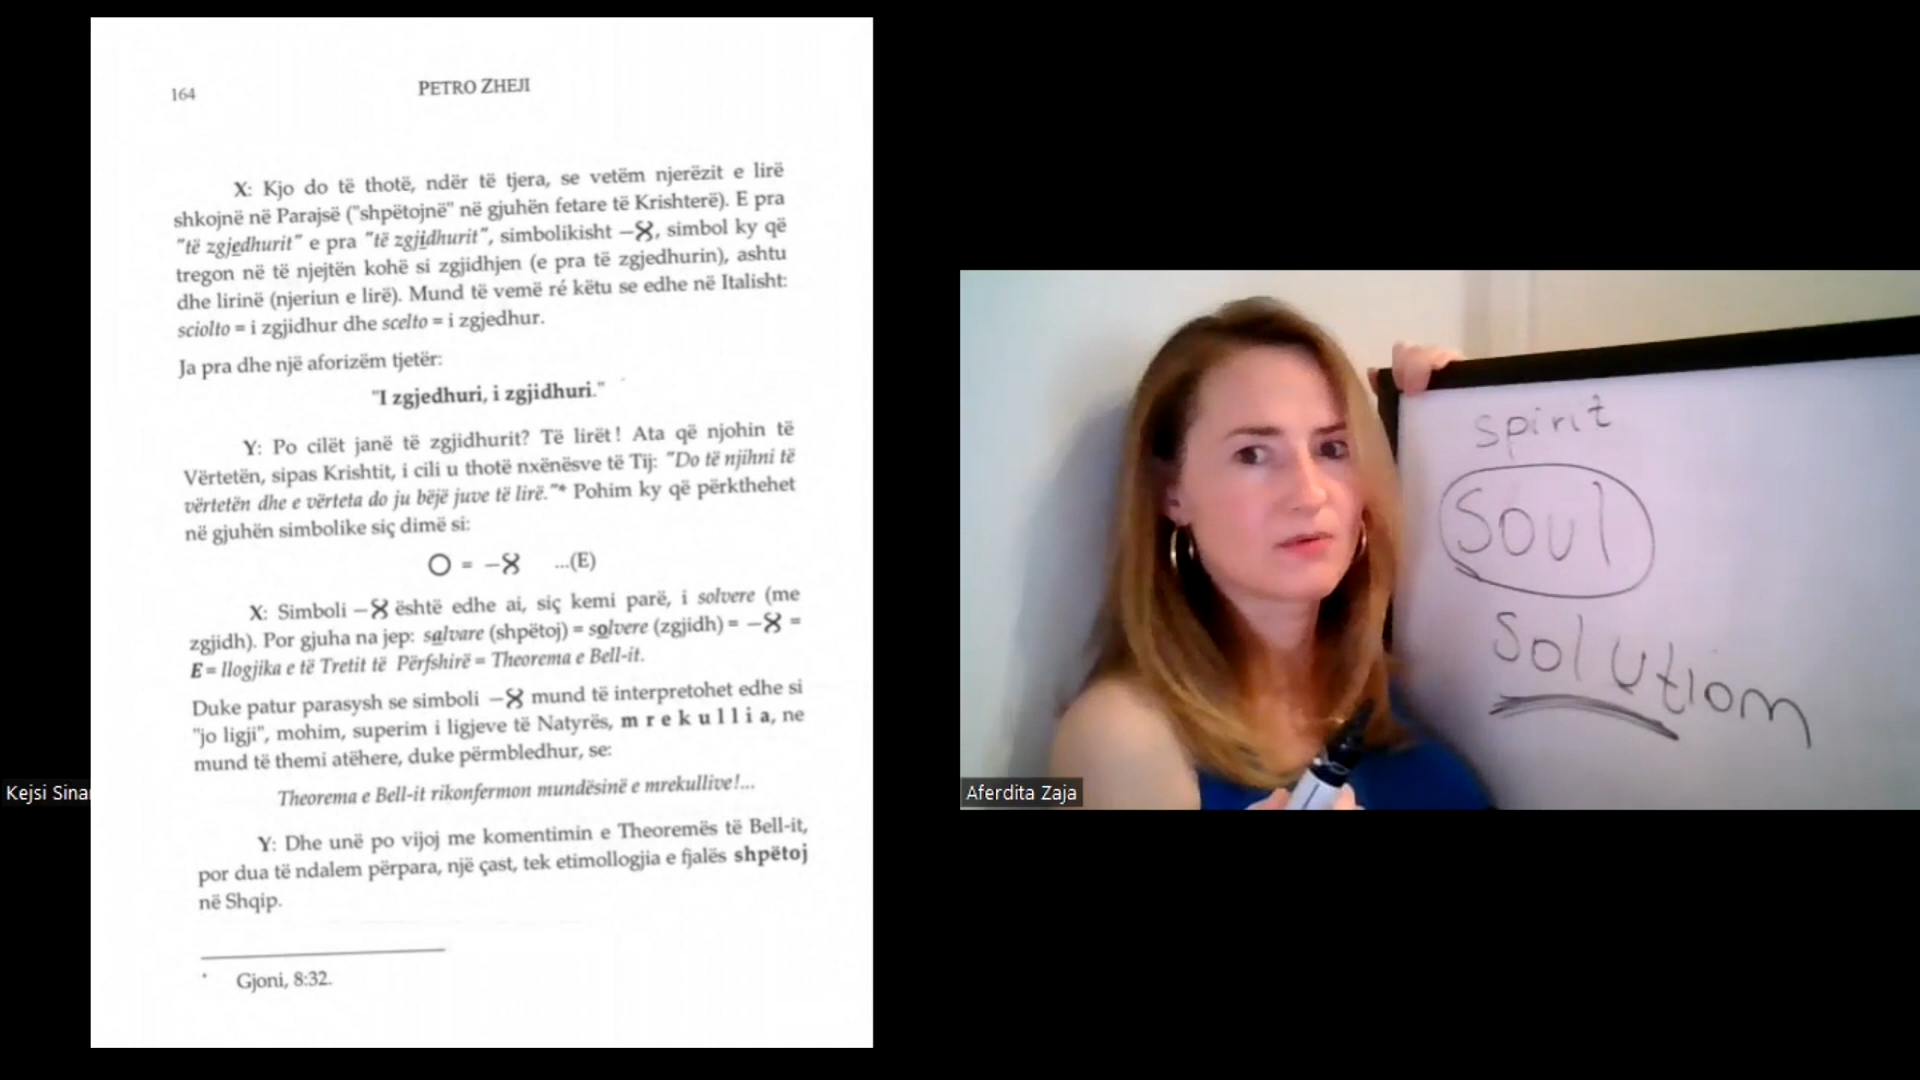 164
PETRO ZHEJI
X: Kjo do të thotë, ndër të tjera, se vetëm njerëzit e lirë
shkojnë në Parajsë ("shpëtojnë" në gjuhën fetare të Krishterë). E pra
"të zgjedhurit" e pra "të zgjidhurit", simbolikisht –, simbol ky që
tregon në të njejtën kohë si zgjidhjen (e pra të zgjedhurin), ashtu
dhe lirinë (njeriun e lirë). Mund të vemë ré këtu se edhe në Italisht:
sciolto = i zgjidhur dhe scelto = i zgjedhur.
Ja pra dhe një aforizëm tjetër:
"I zgjedhuri, i zgjidhuri."
Y: Po cilët janë të zgjidhurit? Të lirët! Ata që njohin të
Vërtetën, sipas Krishtit, i cili u thotë nxënësve të Tij: "Do të njihni të
vërtetën dhe e vërteta do ju bëjë juve të lirë."* Pohim ky që përkthehet
në gjuhën simbolike siç dimë si:
O = – ...(E)
X: Simboli – është edhe ai, siç kemi parë, i solvere (me
zgjidh). Por gjuha na jep: salvare (shpëtoj) = solvere (zgjidh) = – =
E = llogjika e të Tretit të Përfshirë = Theorema e Bell-it.
Duke patur parasysh se simboli – mund të interpretohet edhe si
"jo ligji", mohim, superim i ligjeve të Natyrës, m r e k u l l i a, ne
mund të themi atëhere, duke përmbledhur, se:
Theorema e Bell-it rikonfermon mundësinë e mrekullive!...
Y: Dhe unë po vijoj me komentimin e Theoremës të Bell-it,
por dua të ndalem përpara, një çast, tek etimollogjia e fjalës shpëtoj
në Shqip.
* Gjoni, 8:32.
Kejsi Sina
spirit
Soul
Solution
Aferdita Zaja